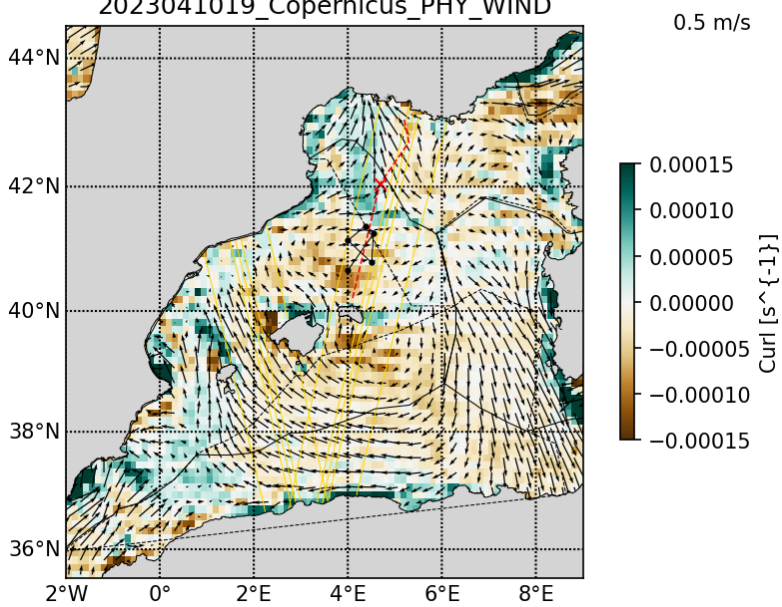 2023041019_Copernicus_PHY_WIND
0.5 m/s
44°N
42°N
40°N
38°N
36°N
2°W 0° 2°E 4°E 6°E 8°E
0.00015
0.00010
0.00005
0.00000
−0.00005
−0.00010
−0.00015
Curl [s^{-1}]